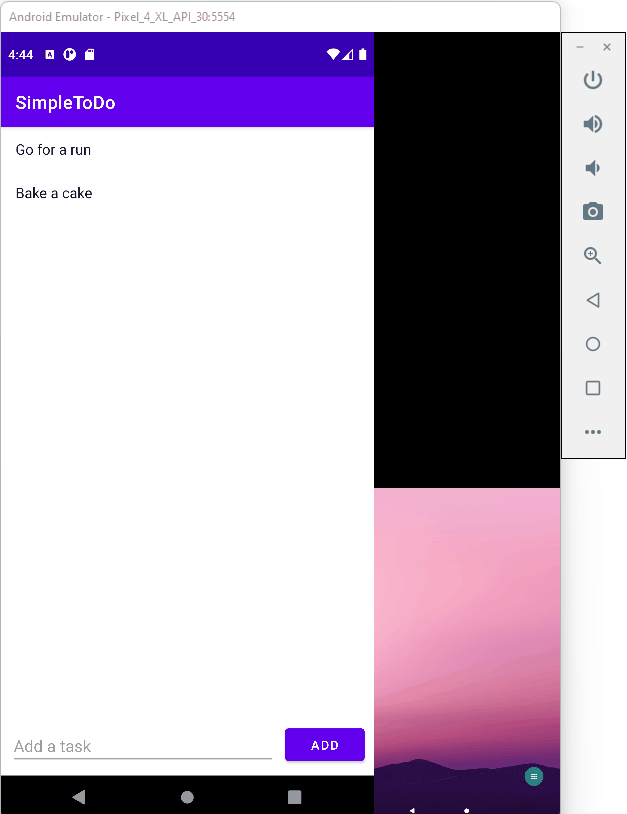 Android Emulator - Pixel_4_XL_API_30:5554
4:44
SimpleToDo
Go for a run
Bake a cake
Add a task
ADD